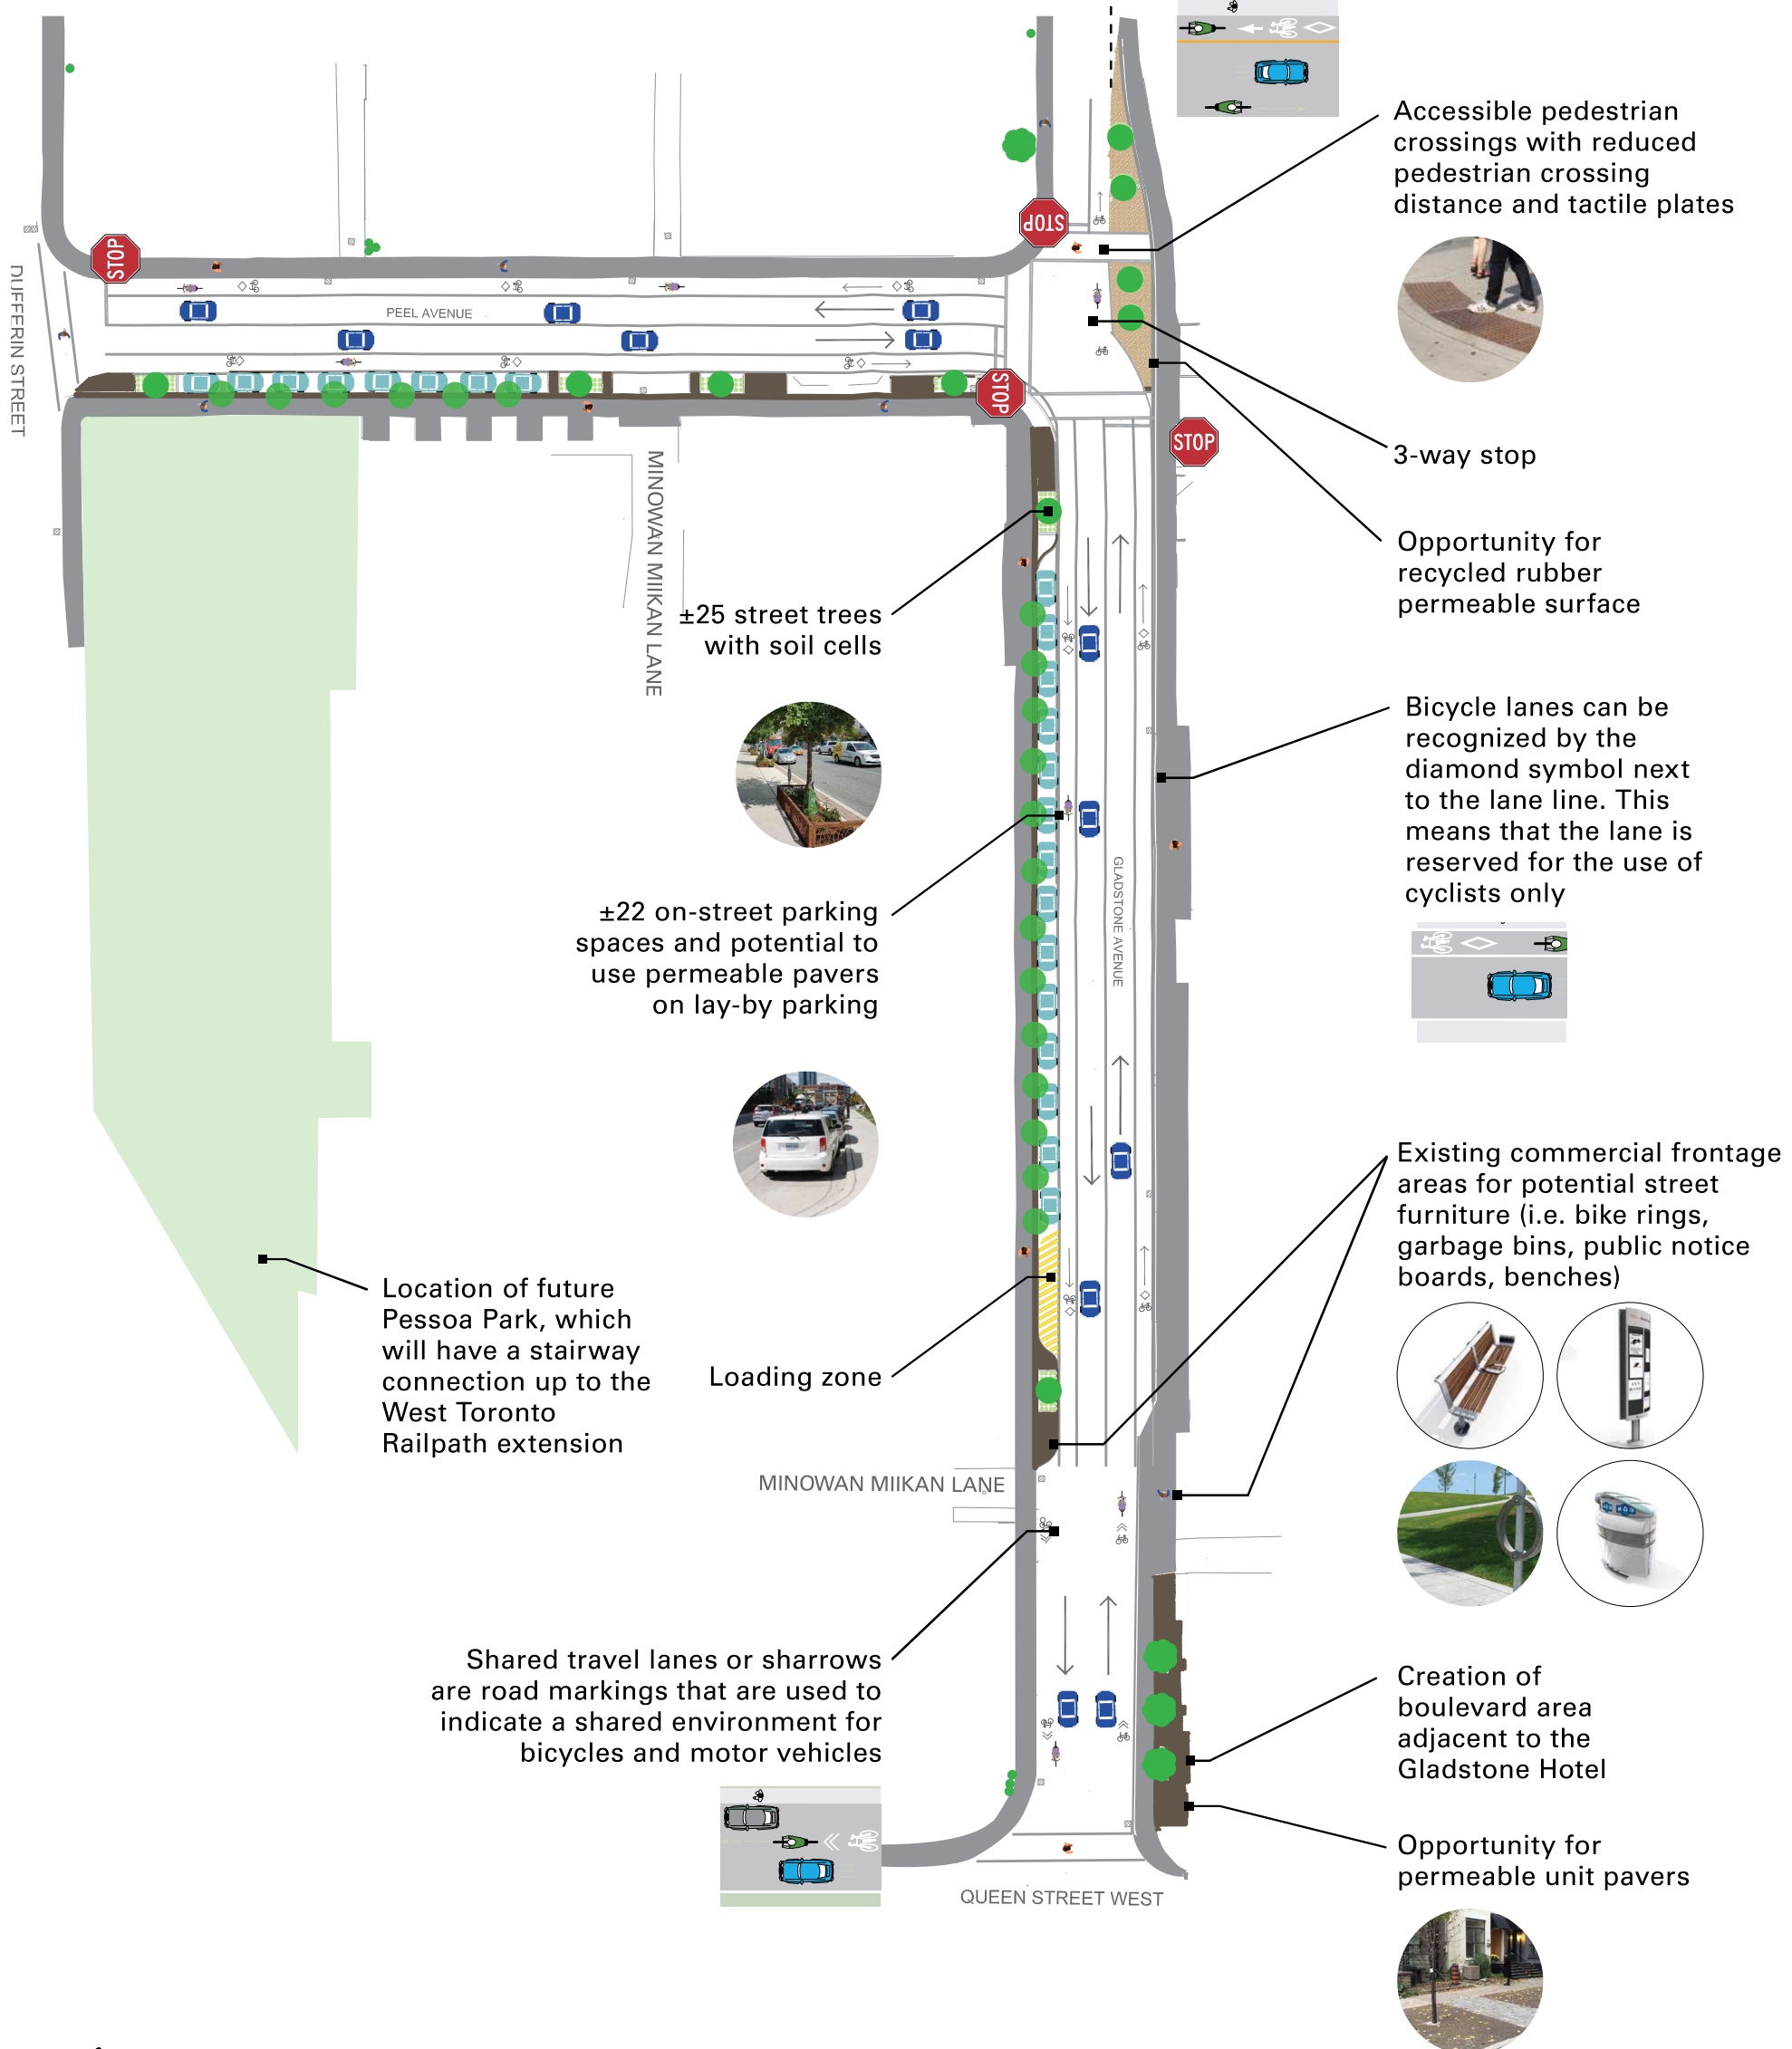 Accessible pedestrian
crossings with reduced
pedestrian crossing
distance and tactile plates
STOP
STOP
DUFFERIN STREET
PEEL AVENUE
STOP
STOP
3-way stop
MINOWAN MIIKAN LANE
Opportunity for
recycled rubber
permeable surface
±25 street trees
with soil cells
Bicycle lanes can be
recognized by the
diamond symbol next
to the lane line. This
means that the lane is
reserved for the use of
cyclists only
GLADSTONE AVENUE
±22 on-street parking
spaces and potential to
use permeable pavers
on lay-by parking
Existing commercial frontage
areas for potential street
furniture (i.e. bike rings,
garbage bins, public notice
boards, benches)
Location of future
Pessoa Park, which
will have a stairway
connection up to the
West Toronto
Railpath extension
Loading zone
MINOWAN MIIKAN LANE
Shared travel lanes or sharrows
are road markings that are used to
indicate a shared environment for
bicycles and motor vehicles
Creation of
boulevard area
adjacent to the
Gladstone Hotel
Opportunity for
permeable unit pavers
QUEEN STREET WEST